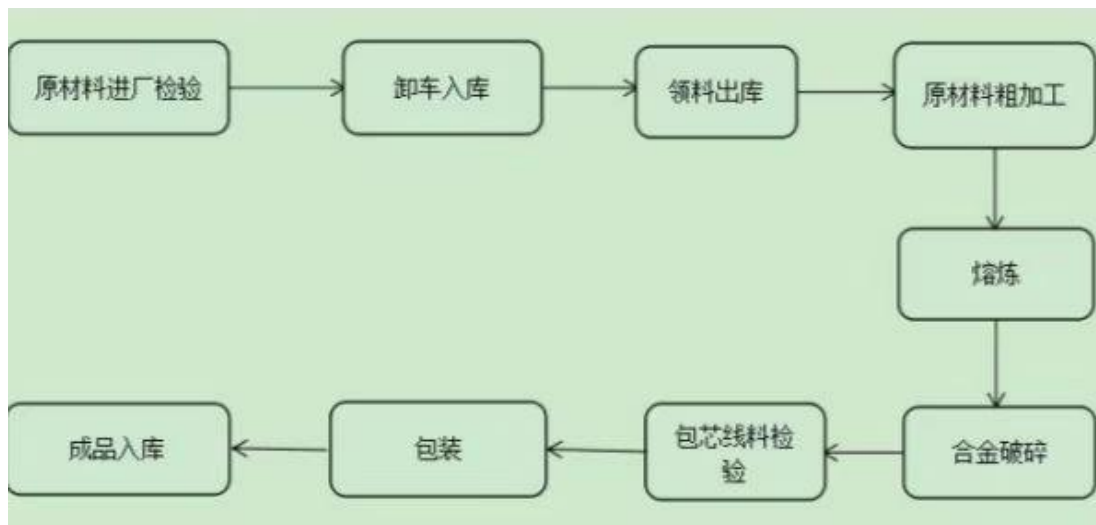 原材料进厂检验
卸车入库
领料出库
原材料粗加工
熔炼
合金破碎
包芯线料检
验
包装
成品入库